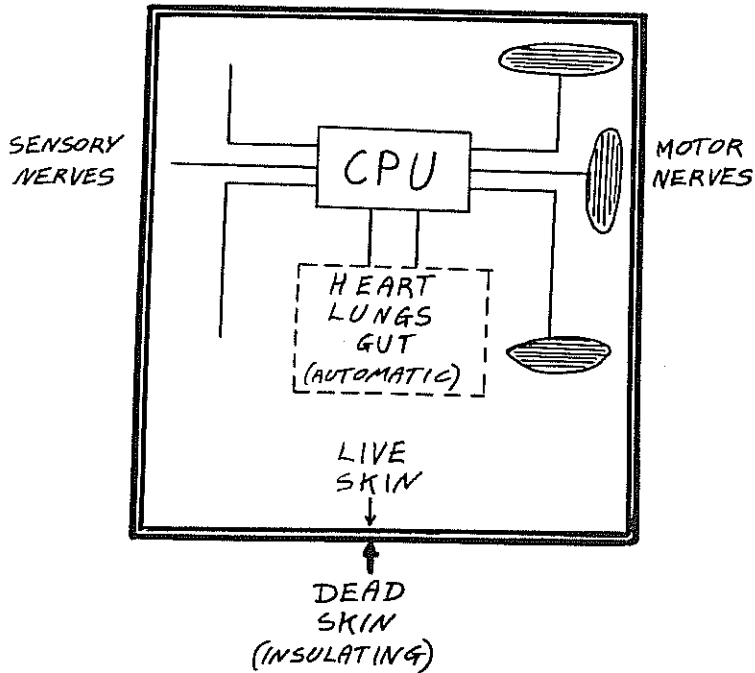 SENSORY
NERVES
CPU
MOTOR
NERVES
HEART
LUNGS
GUT
(AUTOMATIC)
LIVE
SKIN
DEAD
SKIN
(INSULATING)